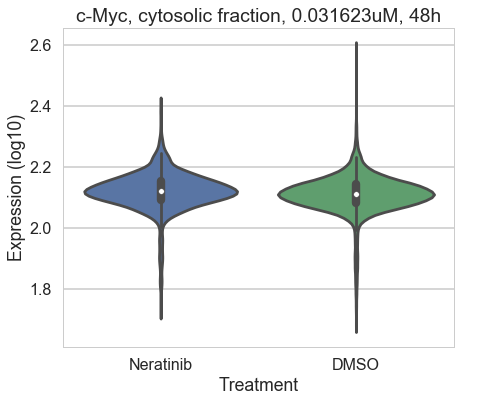 c-Myc, cytosolic fraction, 0.031623uM, 48h
2.6
2.4
2.2
2.0
1.8
Expression (log10)
Neratinib DMSO
Treatment